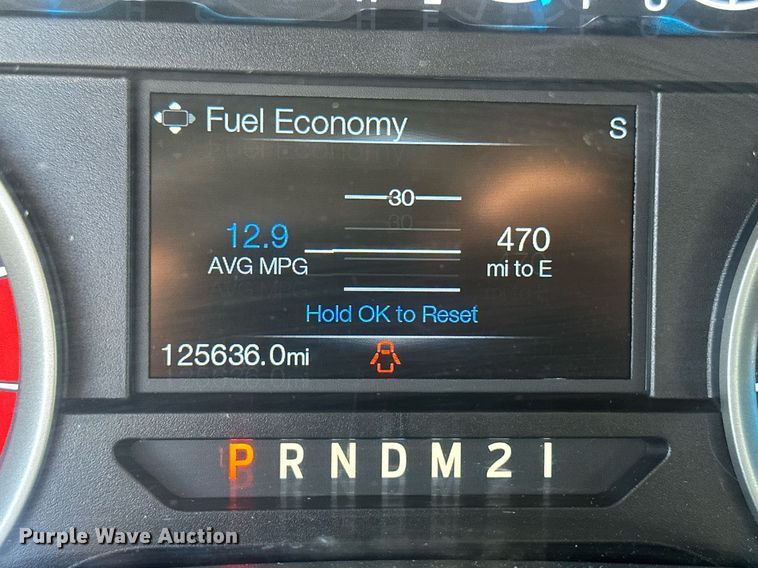 Fuel Economy
S
30
12.9
AVG MPG
470
mi to E
Hold OK to Reset
125636.0mi
P R N D M 2 1
Purple Wave Auction